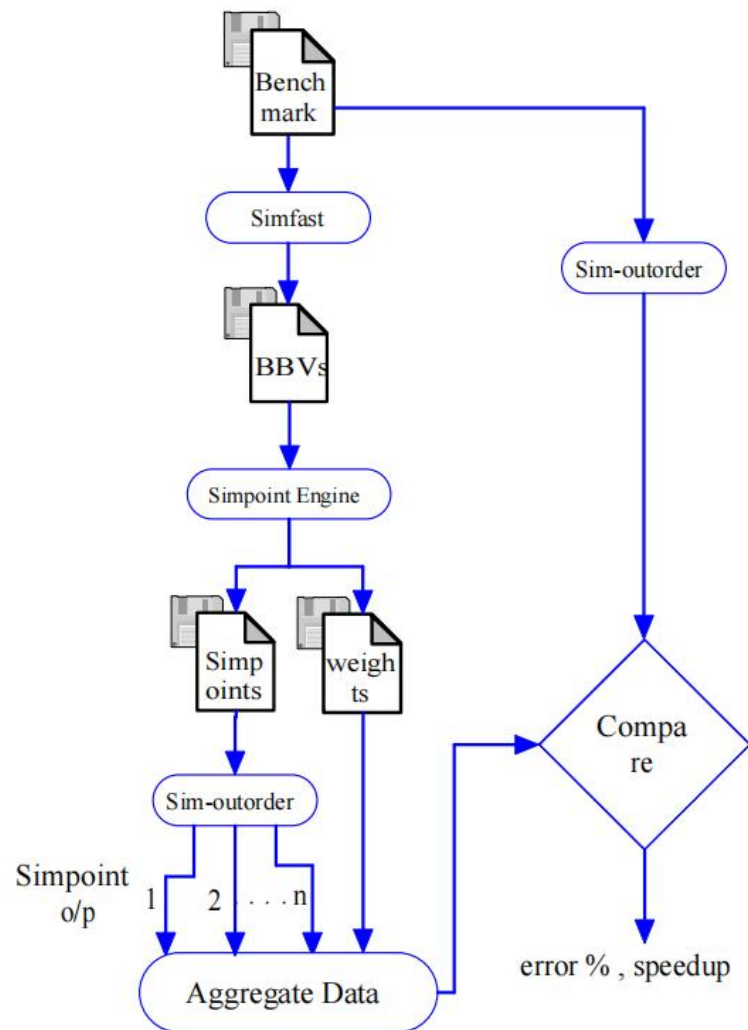 Bench
mark
Simfast
Sim-outorder
BBVs
Simpoint Engine
Simp
oints
weigh
ts
Compa
re
Sim-outorder
Simpoint
o/p
1
2 . . . . n
Aggregate Data
error % , speedup